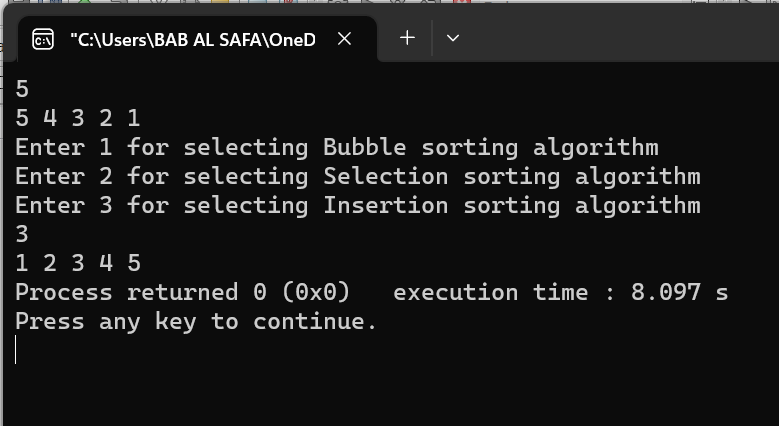 "C:\Users\BAB AL SAFA\OneD
5
5 4 3 2 1
Enter 1 for selecting Bubble sorting algorithm
Enter 2 for selecting Selection sorting algorithm
Enter 3 for selecting Insertion sorting algorithm
3
1 2 3 4 5
Process returned 0 (0x0)   execution time : 8.097 s
Press any key to continue.